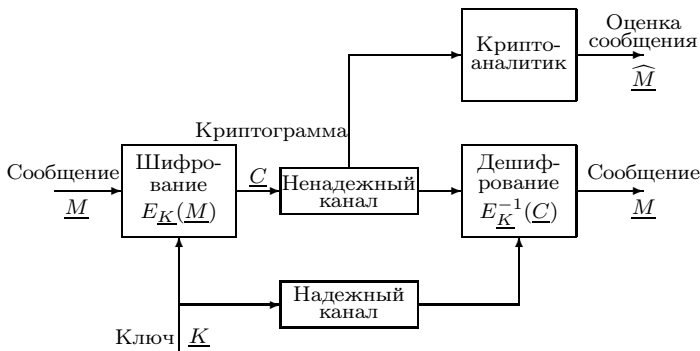 Оценка
сообщения
Крипто-
аналитик
M̂
Криптограмма
Сообщение
M
Шифро-
вание
E_K(M)
C
Ненадежный
канал
Дешиф-
рование
E_K^{-1}(C)
Сообщение
M
Надежный
канал
Ключ K